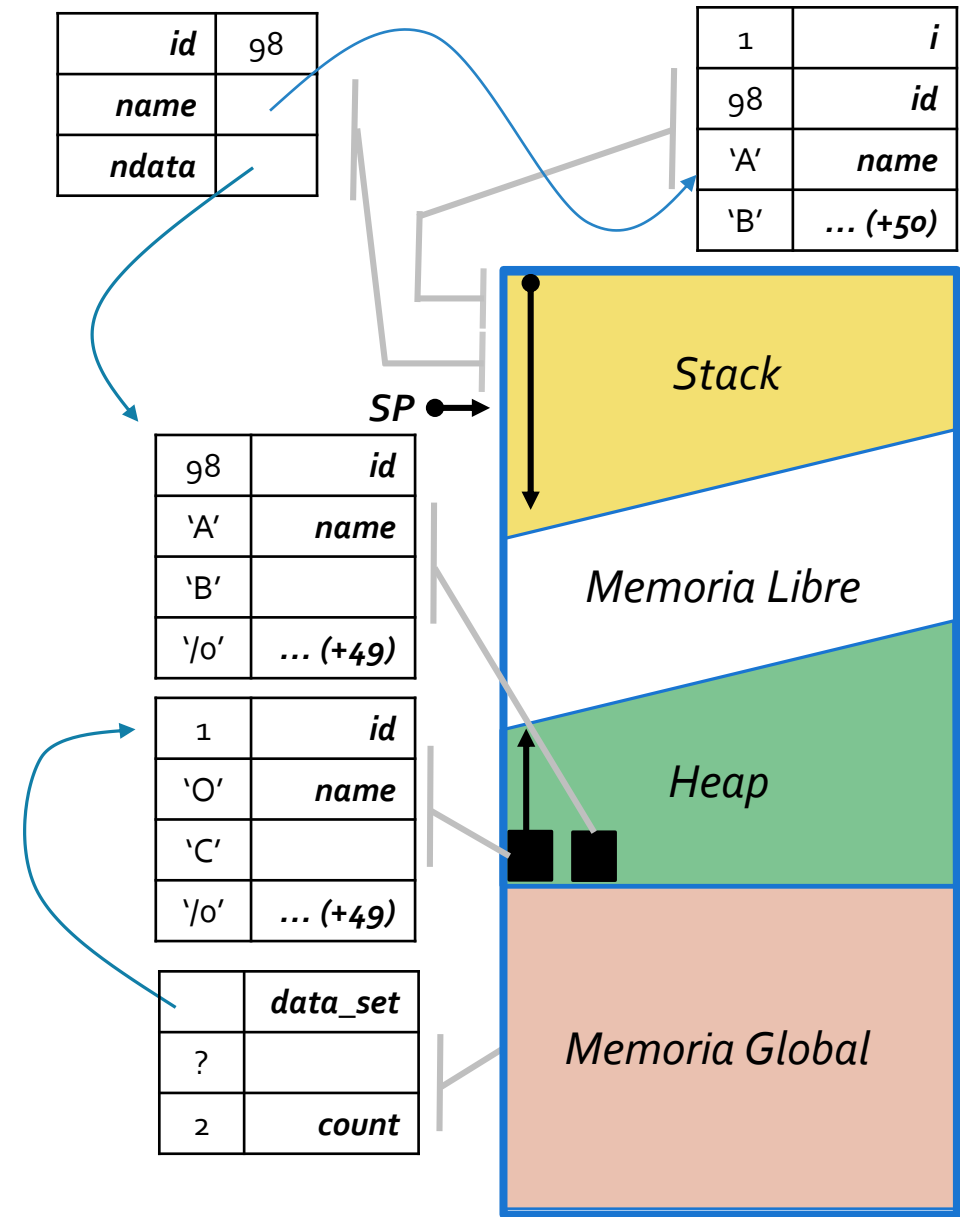 id 98
name
ndata
1 i
98 id
‘A’ name
‘B’ ... (+50)
Stack
SP
Memoria Libre
98 id
‘A’ name
‘B’
‘/0’ ... (+49)
Heap
1 id
‘O’ name
‘C’
‘/0’ ... (+49)
data_set
?
2 count
Memoria Global